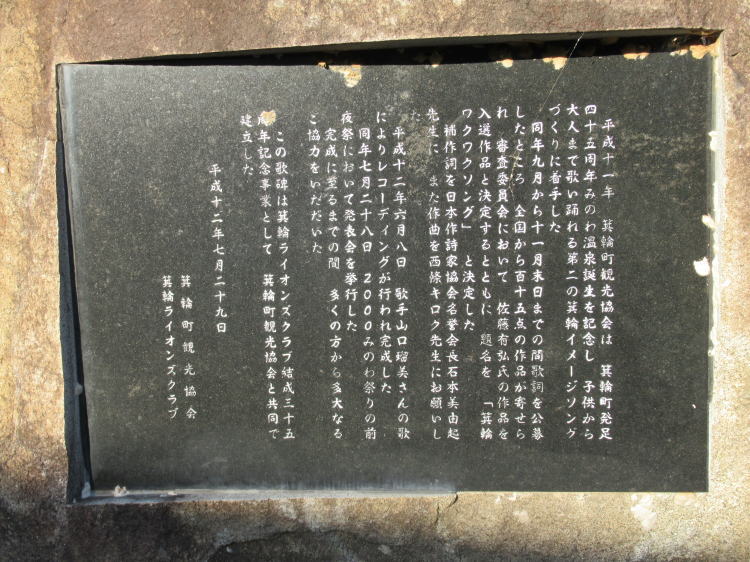 平成十一年　箕輪町観光協会は　箕輪町発足
四十五周年みのわ温泉誕生を記念し　子供から
大人まで歌い踊れる第二の箕輪イメージソング
づくりに着手した
同年九月から十一月末日までの間歌詞を公募
したところ　全国から百十五点の作品が寄せら
れ　審査委員会において　佐藤有弘氏の作品を
入選作品と決定するとともに　題名を　「箕輪
ワクワクソング」　と決定した
補作詞を日本作詩家協会名誉会長石本美由起
先生に　また作曲を西條キロク先生にお願いし
た
平成十二年六月八日　歌手山口瑠美さんの歌
によりレコーディングが行われ完成した
同年七月二十八日　2000みのわ祭りの前
夜祭において発表会を挙行した
完成に至るまでの間　多くの方から多大なる
ご協力をいただいた
この歌碑は箕輪ライオンズクラブ結成三十五
周年記念事業として　箕輪町観光協会と共同で
建立した
平成十二年七月二十九日
箕輪町観光協会
箕輪ライオンズクラブ